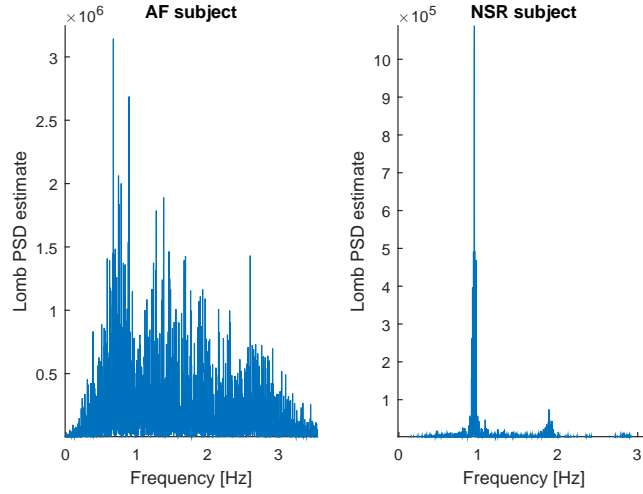 AF subject
×10^6
3
2.5
2
1.5
1
0.5
Lomb PSD estimate
0 1 2 3
Frequency [Hz]
NSR subject
×10^5
10
9
8
7
6
5
4
3
2
1
Lomb PSD estimate
0 1 2 3
Frequency [Hz]